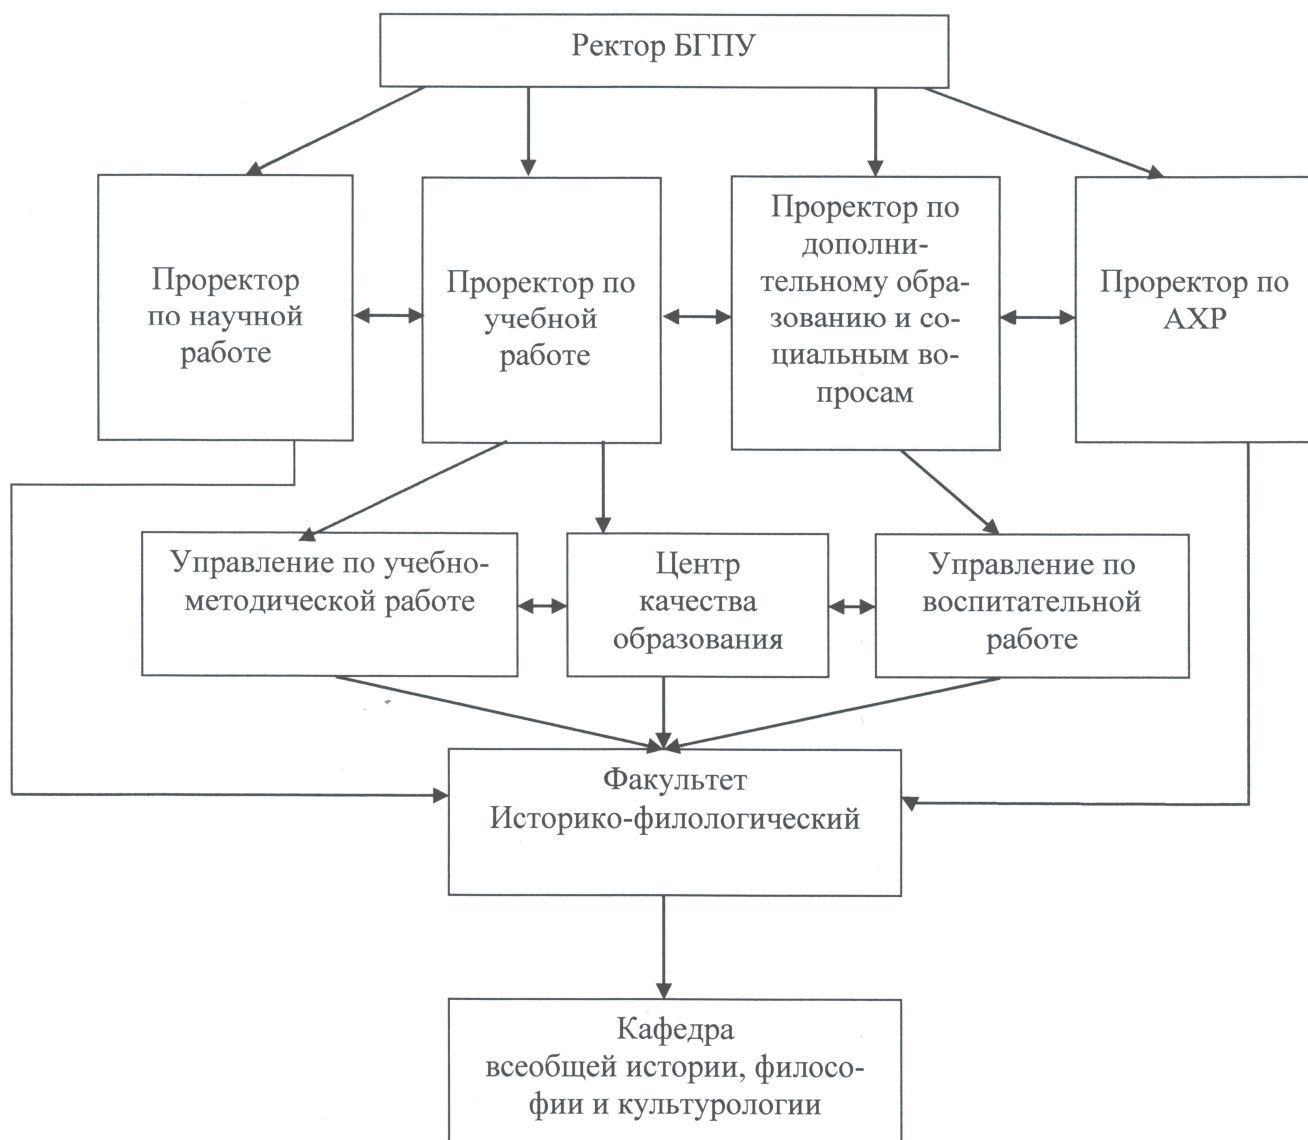 Ректор БГПУ
Проректор
по научной
работе
Проректор по
учебной
работе
Проректор по
дополни-
тельному обра-
зованию и со-
циальным во-
просам
Проректор по
АХР
Управление по учебно-
методической работе
Центр
качества
образования
Управление по
воспитательной
работе
Факультет
Историко-филологический
Кафедра
всеобщей истории, филосо-
фии и культурологии